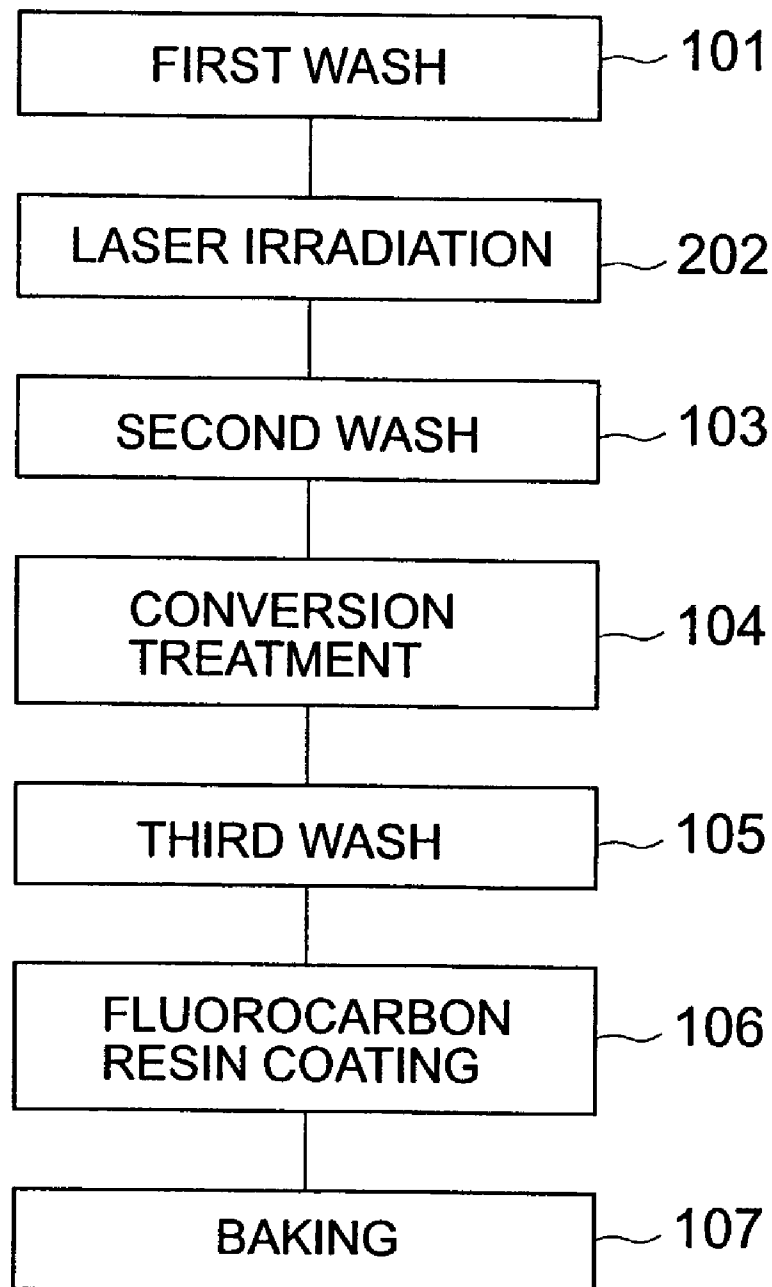 FIRST WASH 101
LASER IRRADIATION 202
SECOND WASH 103
CONVERSION
TREATMENT 104
THIRD WASH 105
FLUOROCARBON
RESIN COATING 106
BAKING 107